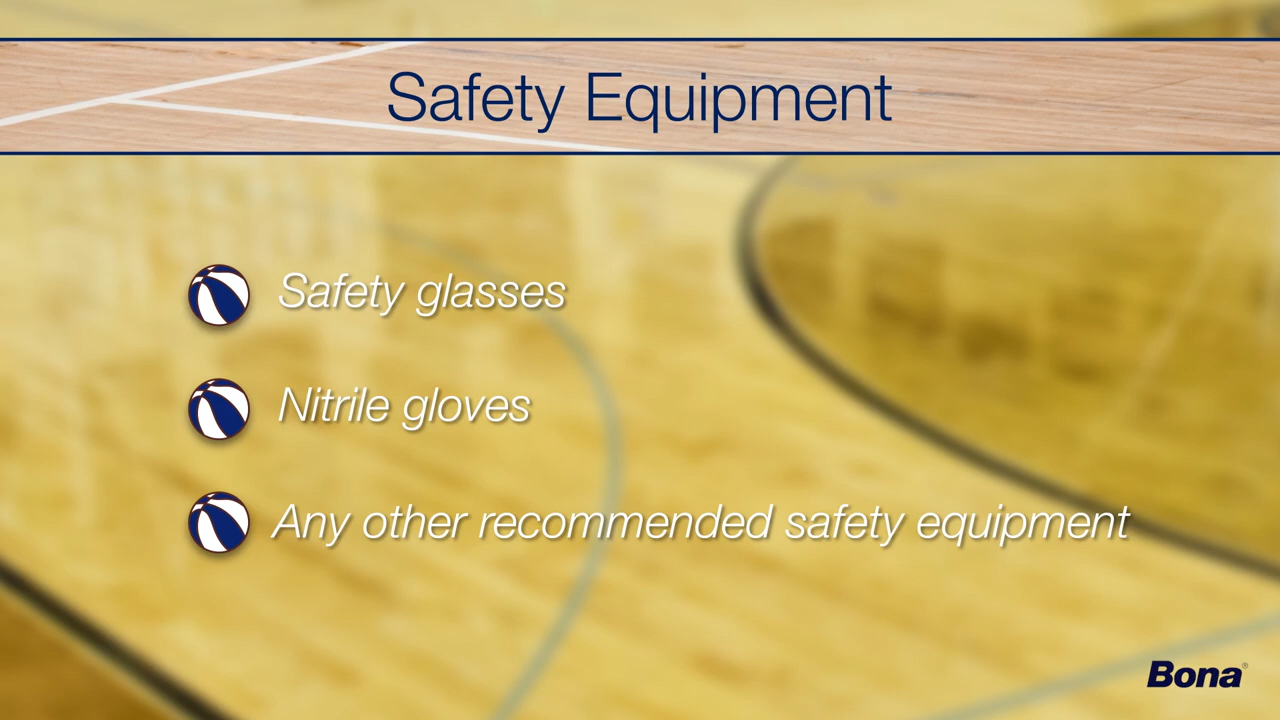 Safety Equipment
Safety glasses
Nitrile gloves
Any other recommended safety equipment
Bona®